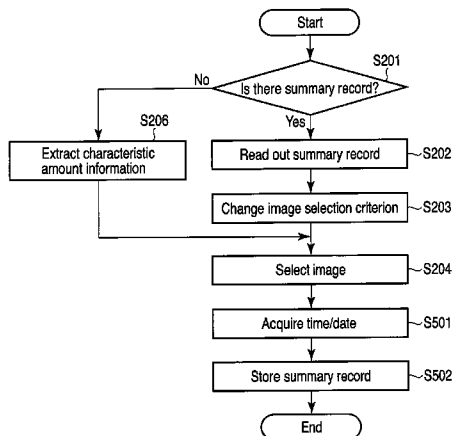 Start
S201
No
Is there summary record?
S206
Yes
Extract characteristic
amount information
Read out summary record
S202
Change image selection criterion
S203
Select image
S204
Acquire time/date
S501
Store summary record
S502
End